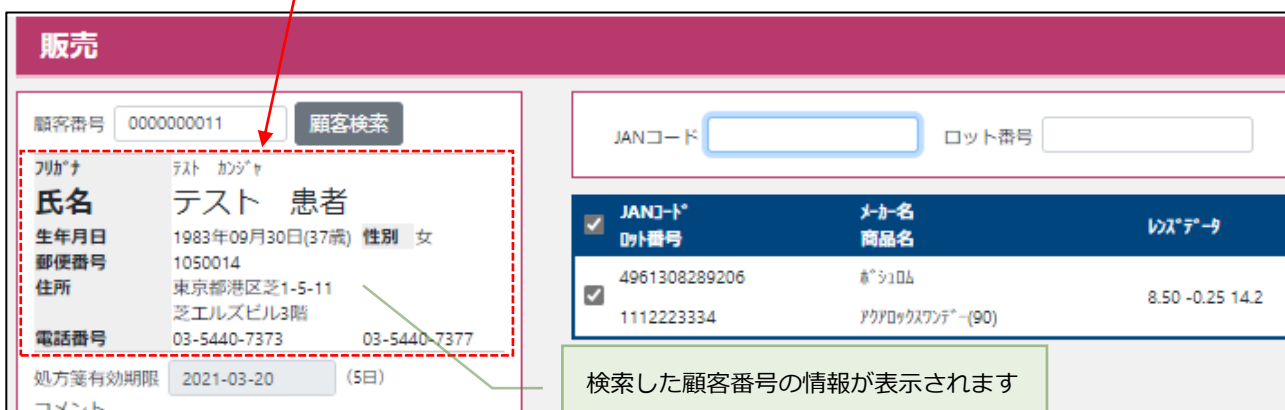 販売
顧客番号 0000000011 顧客検索
ﾌﾘｶﾞﾅ ﾃｽﾄ ｶﾝｼﾞｬ
氏名 テスト 患者
生年月日 1983年09月30日(37歳) 性別 女
郵便番号 1050014
住所 東京都港区芝1-5-11
芝エルズビル3階
電話番号 03-5440-7373 03-5440-7377
処方箋有効期限 2021-03-20 (5日)
コメント
JANコード ロット番号
JANｺｰﾄﾞ ﾒｰｶｰ名 ﾚﾝｽﾞﾃﾞｰﾀ
ﾛｯﾄ番号 商品名
4961308289206 ﾎﾞｼｭﾛﾑ 8.50 -0.25 14.2
1112223334 ｱｸｱﾛｯｸｽﾜﾝﾃﾞｰ(90)
検索した顧客番号の情報が表示されます